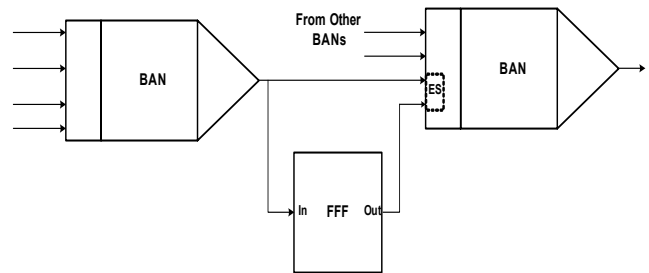 From Other
BANs
BAN
BAN
ES
In FFF Out